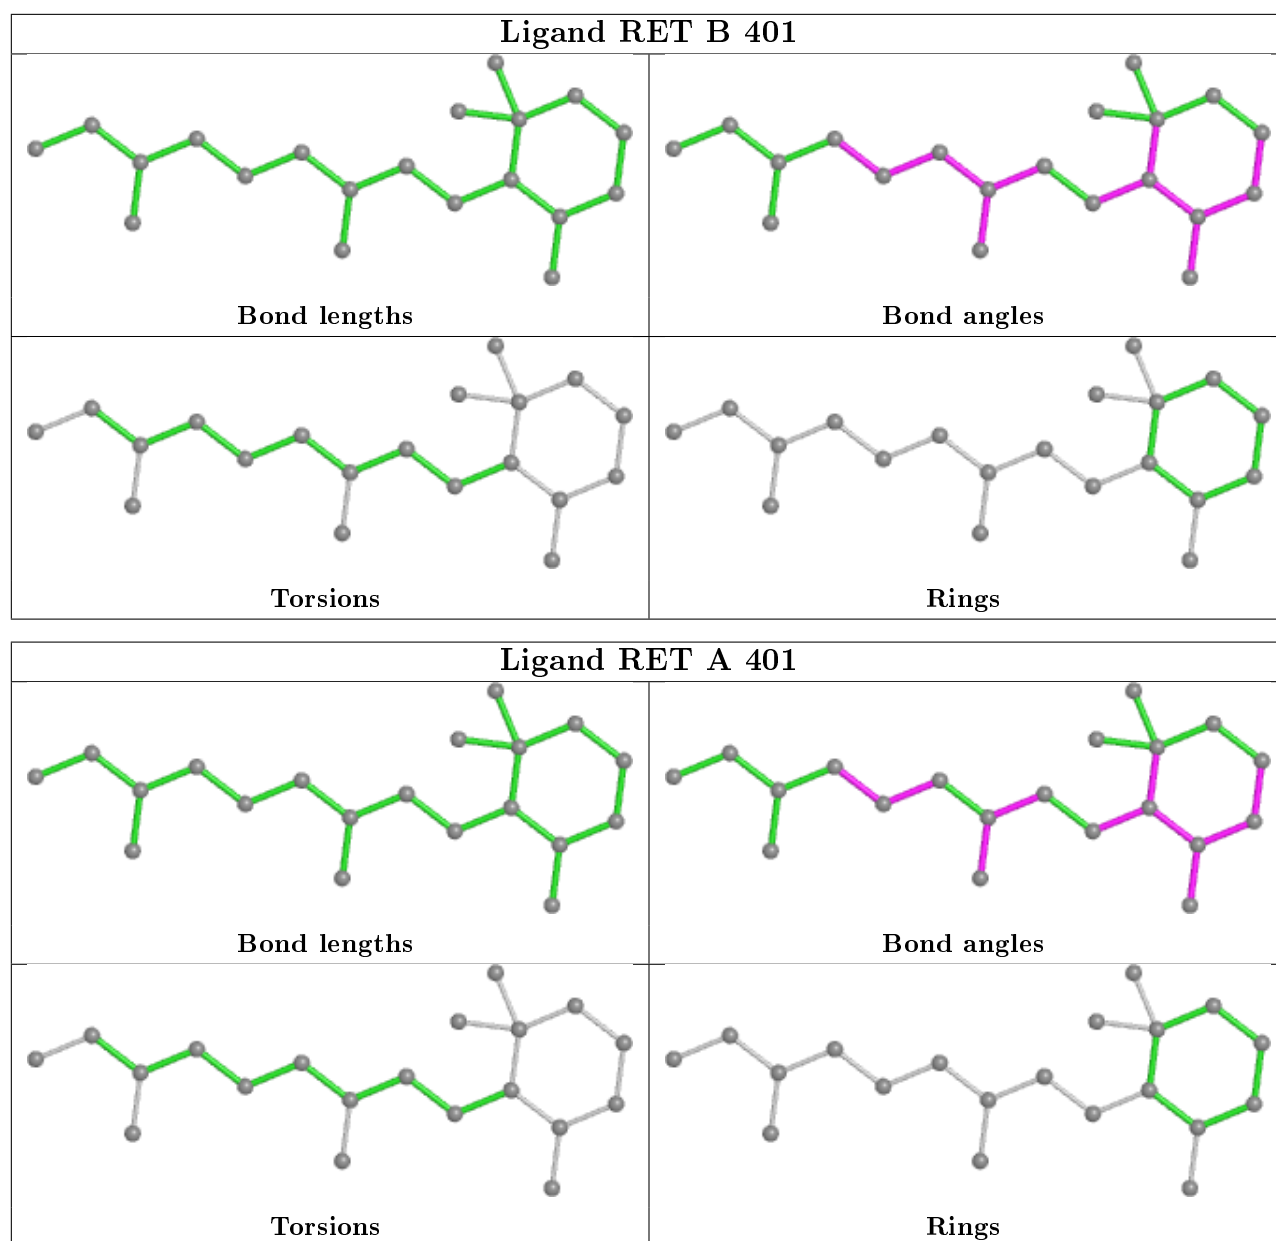 Ligand RET B 401
Bond lengths
Bond angles
Torsions
Rings
Ligand RET A 401
Bond lengths
Bond angles
Torsions
Rings